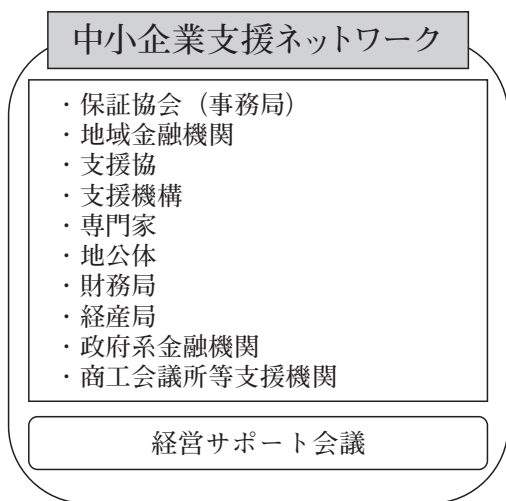 中小企業支援ネットワーク
・保証協会（事務局）
・地域金融機関
・支援協
・支援機構
・専門家
・地公体
・財務局
・経産局
・政府系金融機関
・商工会議所等支援機関
経営サポート会議